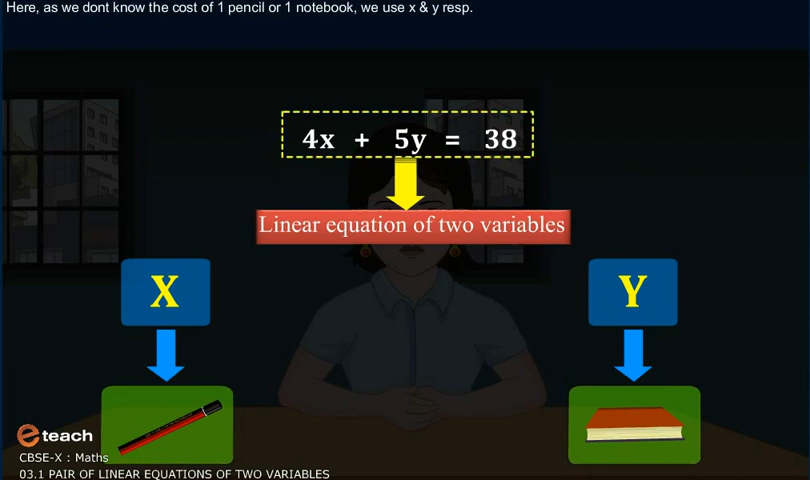 Here, as we dont know the cost of 1 pencil or 1 notebook, we use x & y resp.
4x + 5y = 38
Linear equation of two variables
X
Y
e teach
CBSE-X : Maths
03.1 PAIR OF LINEAR EQUATIONS OF TWO VARIABLES